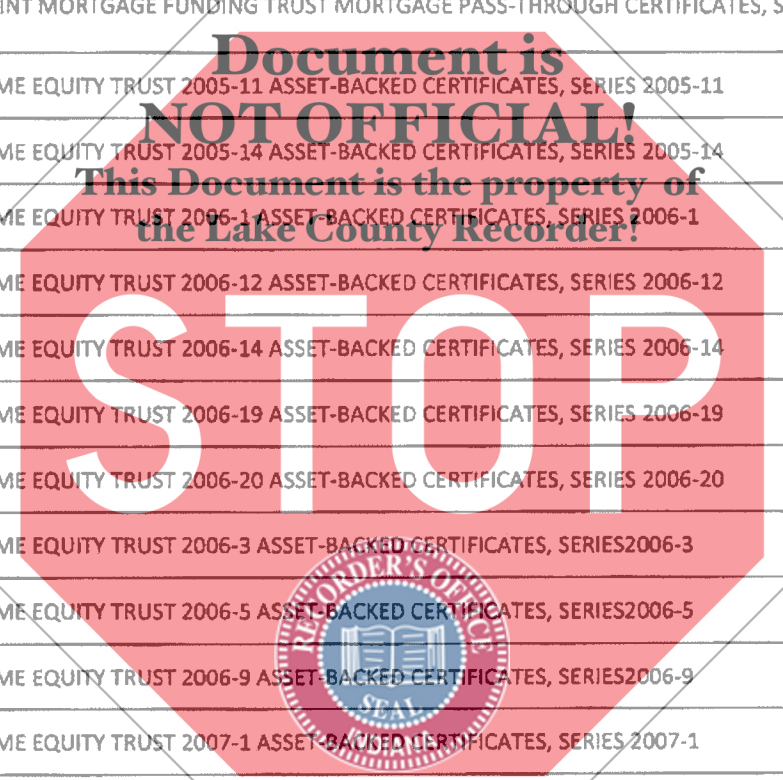 INT MORTGAGE FUNDING TRUST MORTGAGE PASS-THROUGH CERTIFICATES, S
Document is
ME EQUITY TRUST 2005-11 ASSET-BACKED CERTIFICATES, SERIES 2005-11
NOT OFFICIAL!
ME EQUITY TRUST 2005-14 ASSET-BACKED CERTIFICATES, SERIES 2005-14
This Document is the property of
ME EQUITY TRUST 2006-1 ASSET-BACKED CERTIFICATES, SERIES 2006-1
the Lake County Recorder!
ME EQUITY TRUST 2006-12 ASSET-BACKED CERTIFICATES, SERIES 2006-12
STOP
ME EQUITY TRUST 2006-14 ASSET-BACKED CERTIFICATES, SERIES 2006-14
ME EQUITY TRUST 2006-19 ASSET-BACKED CERTIFICATES, SERIES 2006-19
ME EQUITY TRUST 2006-20 ASSET-BACKED CERTIFICATES, SERIES 2006-20
ME EQUITY TRUST 2006-3 ASSET-BACKED CERTIFICATES, SERIES2006-3
RECORDER'S OFFICE
ME EQUITY TRUST 2006-5 ASSET-BACKED CERTIFICATES, SERIES2006-5
ME EQUITY TRUST 2006-9 ASSET-BACKED CERTIFICATES, SERIES2006-9
SEAL
ME EQUITY TRUST 2007-1 ASSET-BACKED CERTIFICATES, SERIES 2007-1
INDIANA